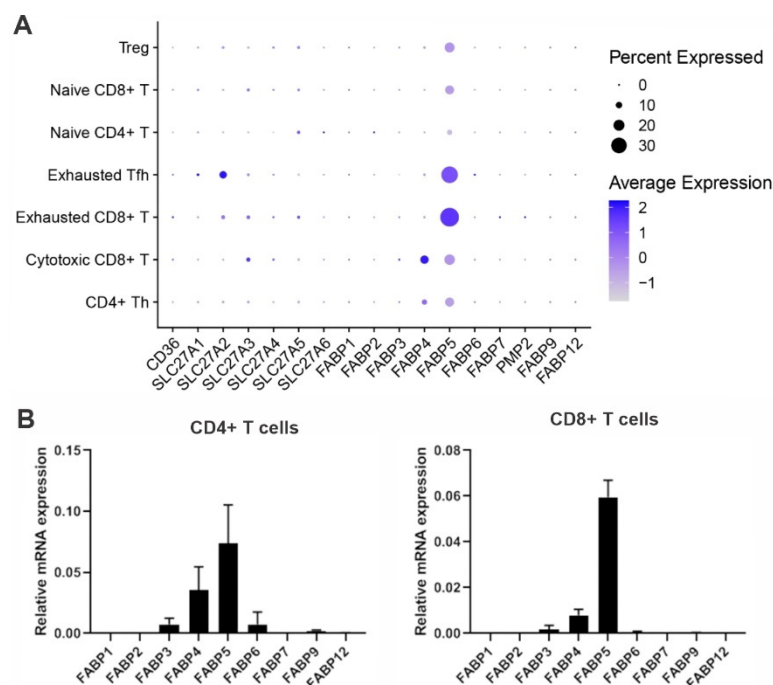 A
Treg
Naive CD8+ T
Naive CD4+ T
Exhausted Tfh
Exhausted CD8+ T
Cytotoxic CD8+ T
CD4+ Th
CD36
SLC27A1
SLC27A2
SLC27A3
SLC27A4
SLC27A5
SLC27A6
FABP1
FABP2
FABP3
FABP4
FABP5
FABP6
FABP7
PMP2
FABP9
FABP12
Percent Expressed
0
10
20
30
Average Expression
2
1
0
−1
B
CD4+ T cells
Relative mRNA expression
0.15
0.10
0.05
0.00
FABP1
FABP2
FABP3
FABP4
FABP5
FABP6
FABP7
FABP9
FABP12
CD8+ T cells
Relative mRNA expression
0.08
0.06
0.04
0.02
0.00
FABP1
FABP2
FABP3
FABP4
FABP5
FABP6
FABP7
FABP9
FABP12